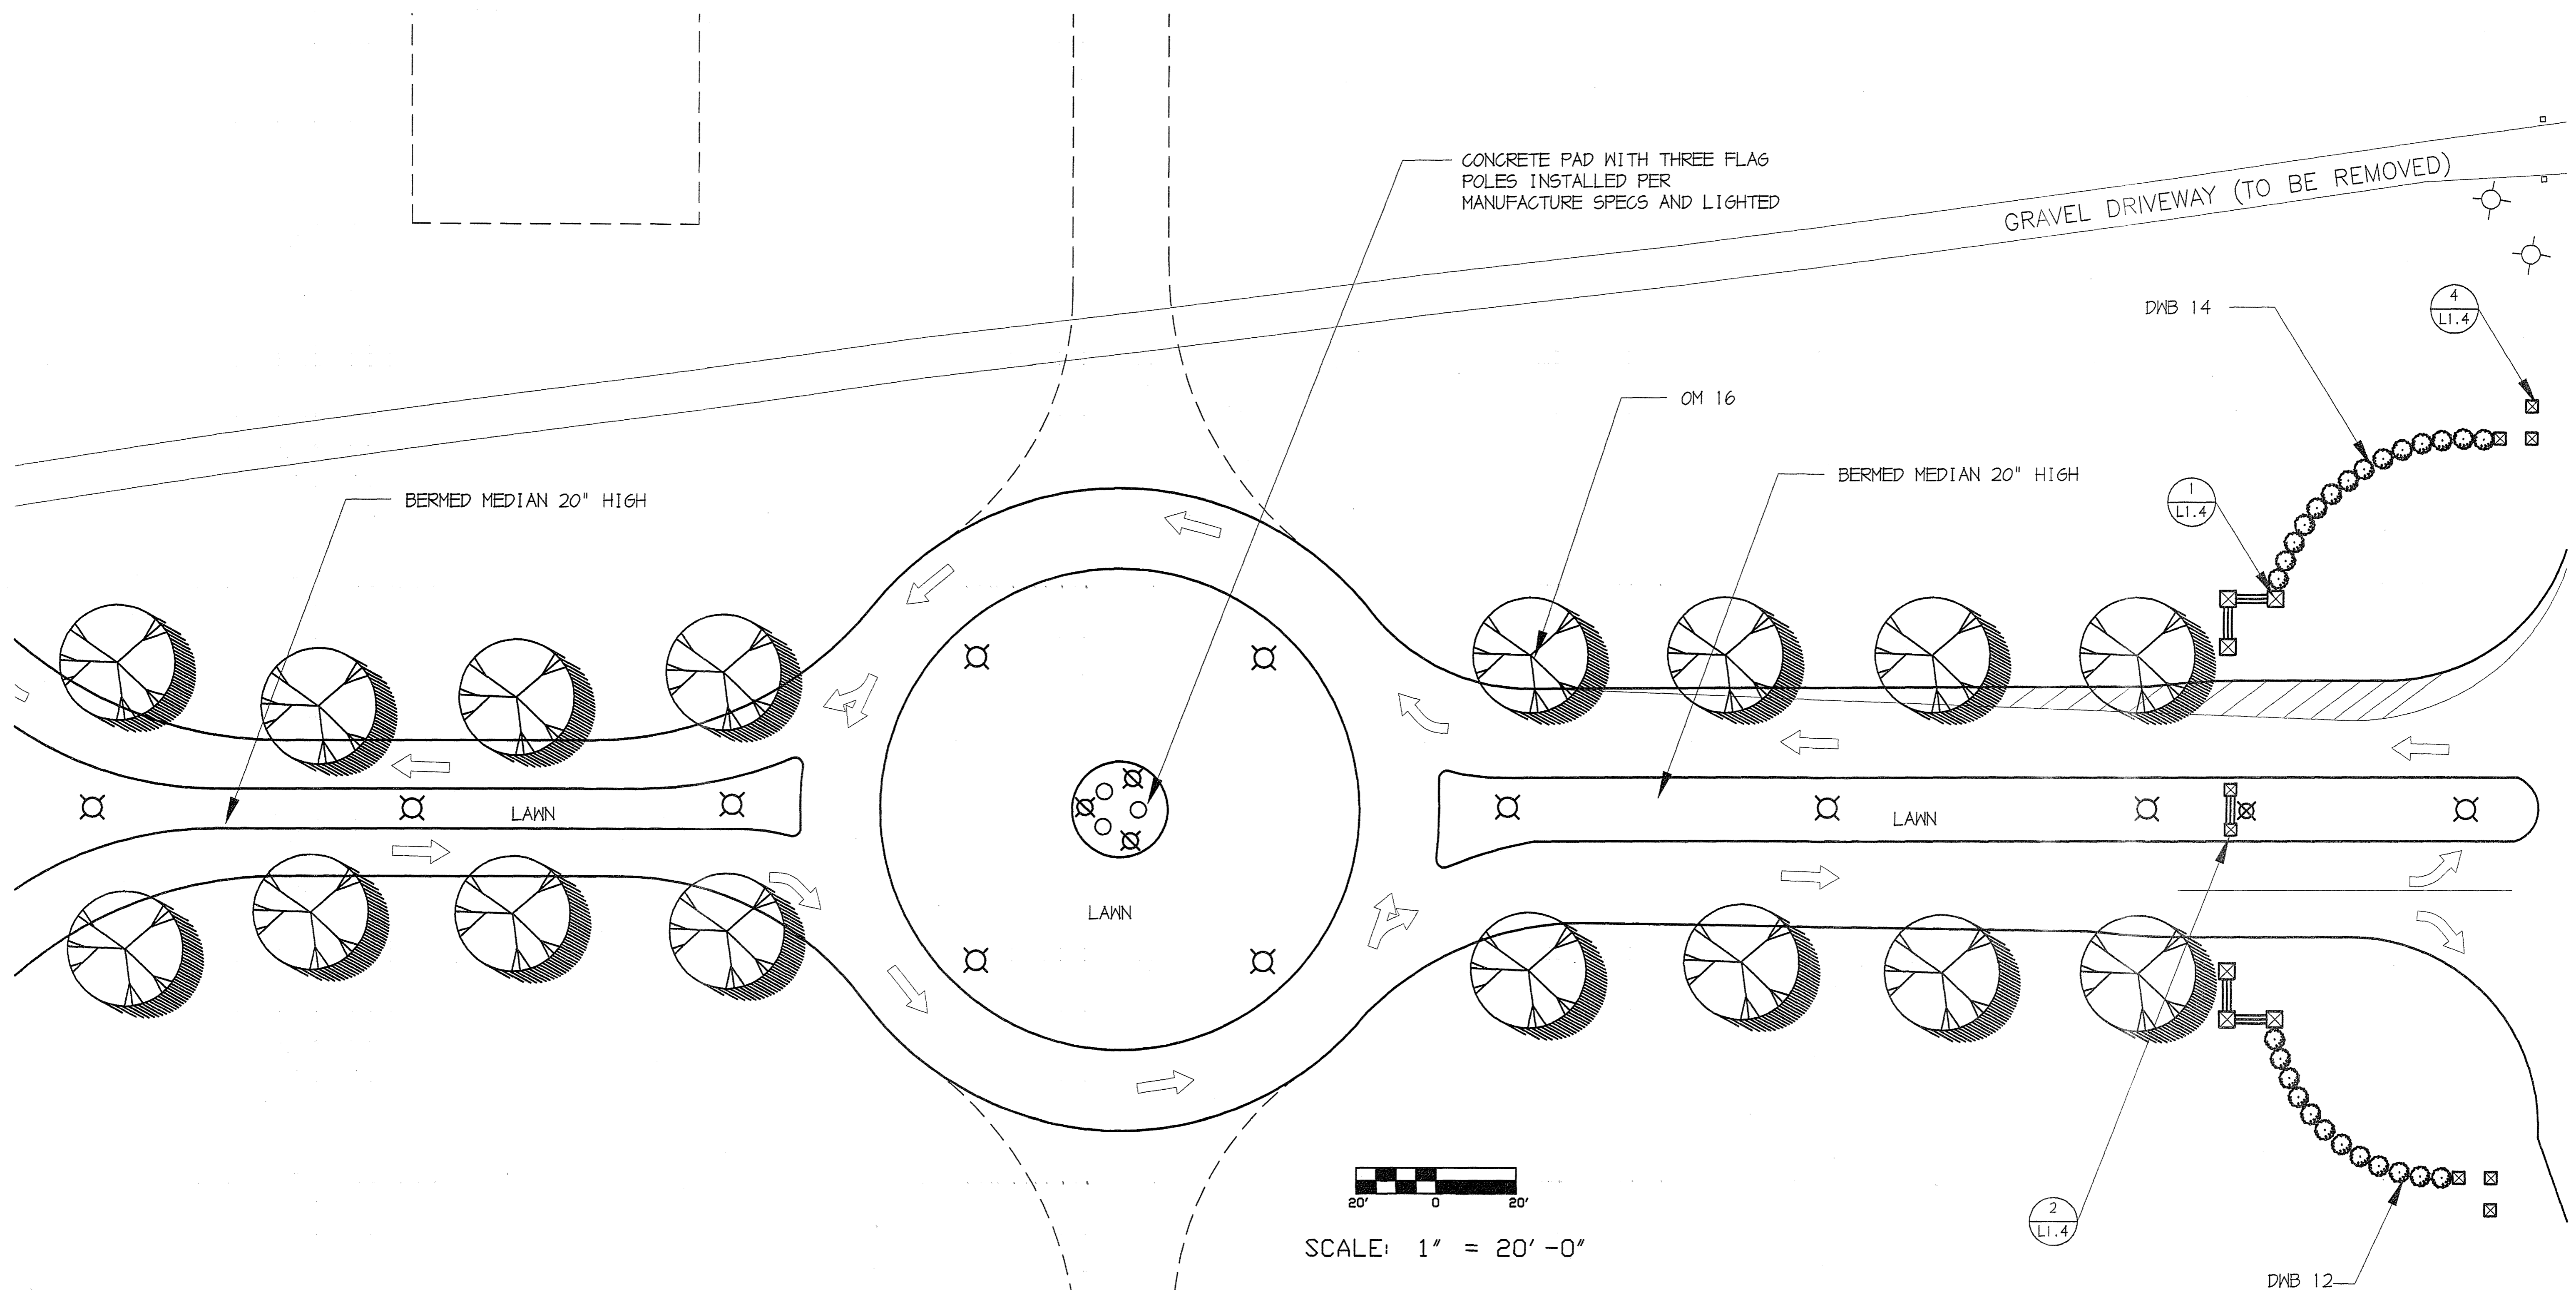 CONCRETE PAD WITH THREE FLAG
POLES INSTALLED PER
MANUFACTURE SPECS AND LIGHTED
GRAVEL DRIVEWAY (TO BE REMOVED)
DWB 14
4
L1.4
OM 16
BERMED MEDIAN 20" HIGH
BERMED MEDIAN 20" HIGH
1
L1.4
LAWN
LAWN
LAWN
20'
0
20'
SCALE: 1" = 20'-0"
2
L1.4
DWB 12